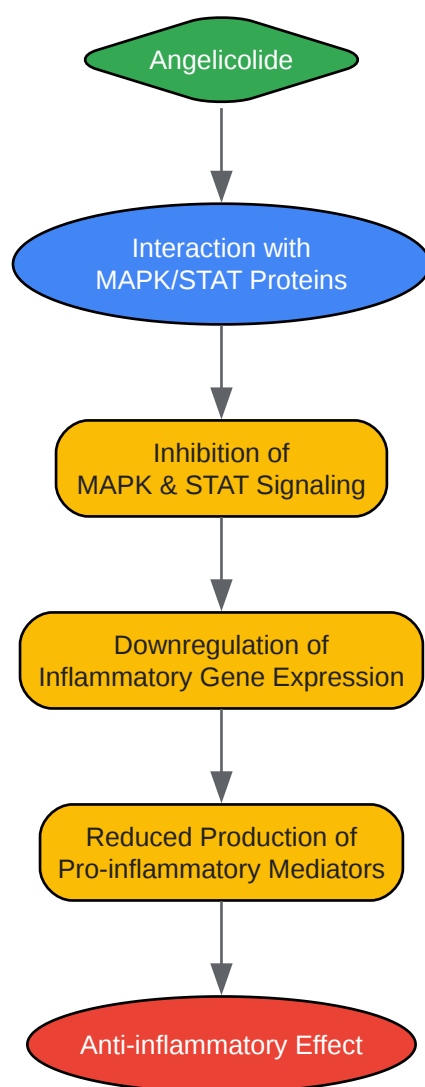 Angelicolide
Interaction with
MAPK/STAT Proteins
Inhibition of
MAPK & STAT Signaling
Downregulation of
Inflammatory Gene Expression
Reduced Production of
Pro-inflammatory Mediators
Anti-inflammatory Effect